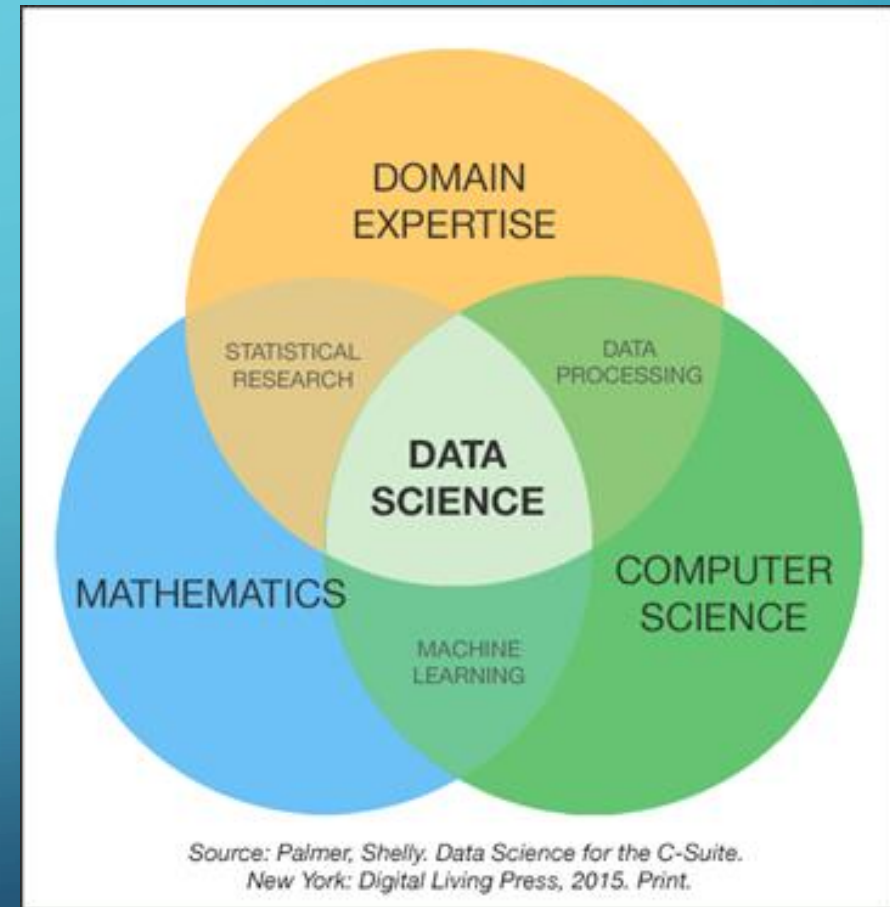 DOMAIN
EXPERTISE
STATISTICAL
RESEARCH
DATA
PROCESSING
DATA
SCIENCE
MATHEMATICS
COMPUTER
SCIENCE
MACHINE
LEARNING
Source: Palmer, Shelly. Data Science for the C-Suite.
New York: Digital Living Press, 2015. Print.